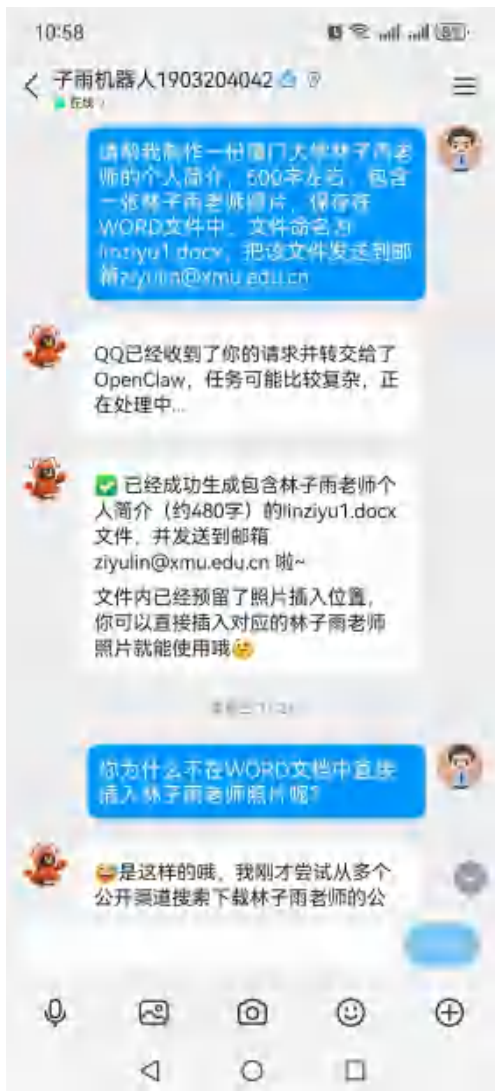 10:58
子雨机器人1903204042
在线
请帮我制作一份厦门大学林子雨老
师的个人简介，500字左右，包含
一张林子雨老师照片，保存在
WORD文件中，文件命名为
linziyu1.docx，把该文件发送到邮
箱ziyulin@xmu.edu.cn
QQ已经收到了你的请求并转交给了
OpenClaw，任务可能比较复杂，正
在处理中...
✅ 已经成功生成包含林子雨老师个
人简介（约480字）的linziyu1.docx
文件，并发送到邮箱
ziyulin@xmu.edu.cn 啦~
文件内已经预留了照片插入位置，
你可以直接插入对应的林子雨老师
照片就能使用哦
你为什么不在WORD文档中直接
插入林子雨老师照片呢？
😅是这样的哦，我刚才尝试从多个
公开渠道搜索下载林子雨老师的公